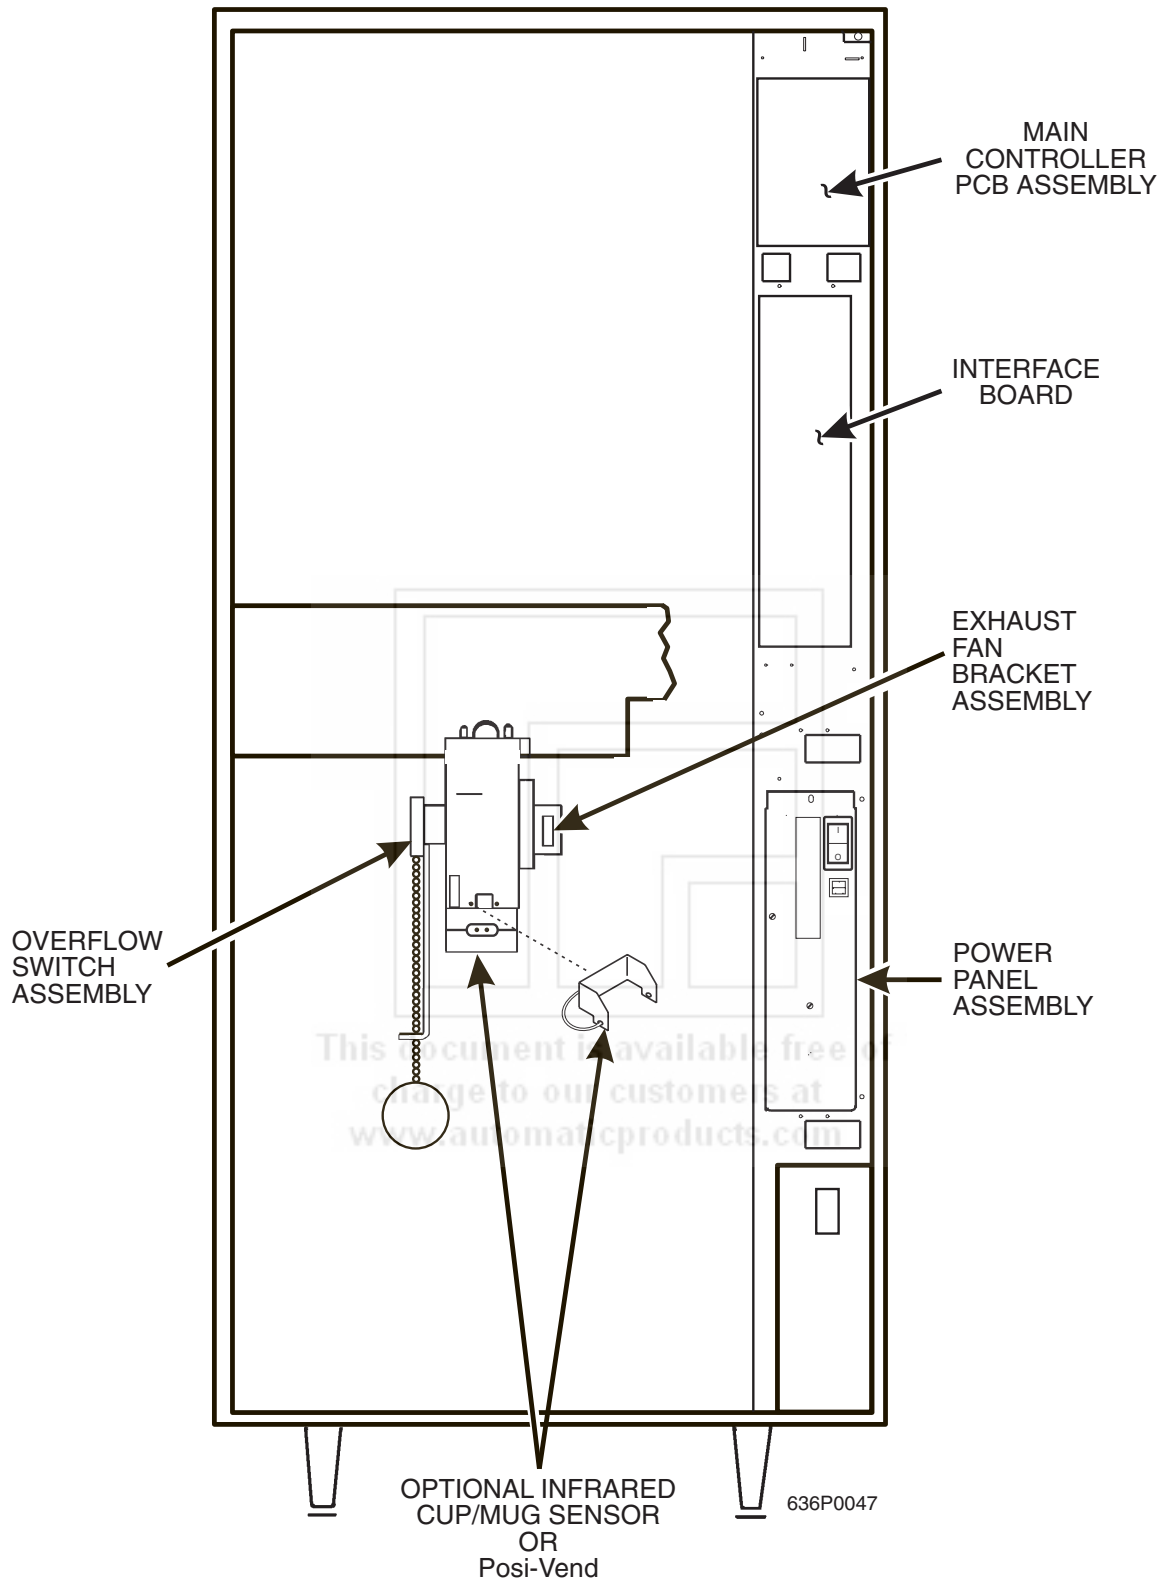 MAIN
CONTROLLER
PCB ASSEMBLY
INTERFACE
BOARD
EXHAUST
FAN
BRACKET
ASSEMBLY
OVERFLOW
SWITCH
ASSEMBLY
POWER
PANEL
ASSEMBLY
This document is available free of
charge to our customers at
www.automaticproducts.com
OPTIONAL INFRARED
CUP/MUG SENSOR
OR
Posi-Vend
636P0047